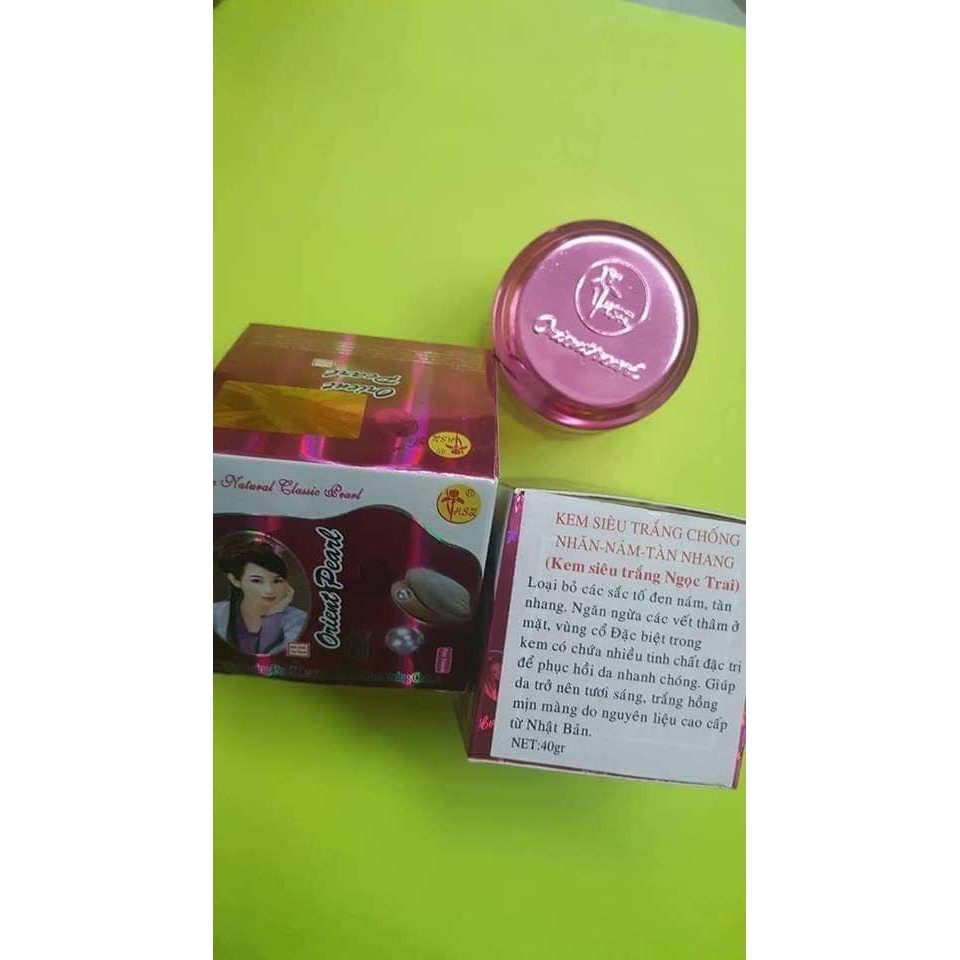 Orientpearl
Orient
Pearl
HSZ
Natural Classic Pearl
HSZ
Orient Pearl
KEM SIÊU TRẮNG CHỐNG
NHĂN-NÁM-TÀN NHANG
(Kem siêu trắng Ngọc Trai)
Loại bỏ các sắc tố đen nám, tàn
nhang. Ngăn ngừa các vết thâm ở
mặt, vùng cổ Đặc biệt trong
kem có chứa nhiều tinh chất đặc trị
để phục hồi da nhanh chóng. Giúp
da trở nên tươi sáng, trắng hồng
mịn màng do nguyên liệu cao cấp
từ Nhật Bản.
NET:40gr